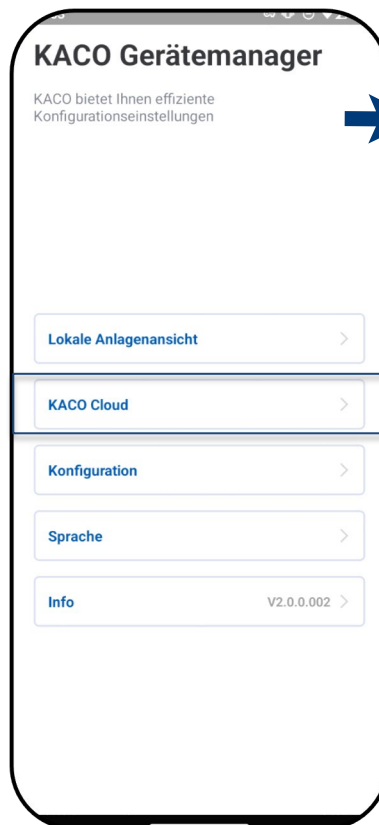 KACO Gerätemanager
KACO bietet Ihnen effiziente
Konfigurationseinstellungen
Lokale Anlagenansicht
KACO Cloud
Konfiguration
Sprache
Info V2.0.0.002